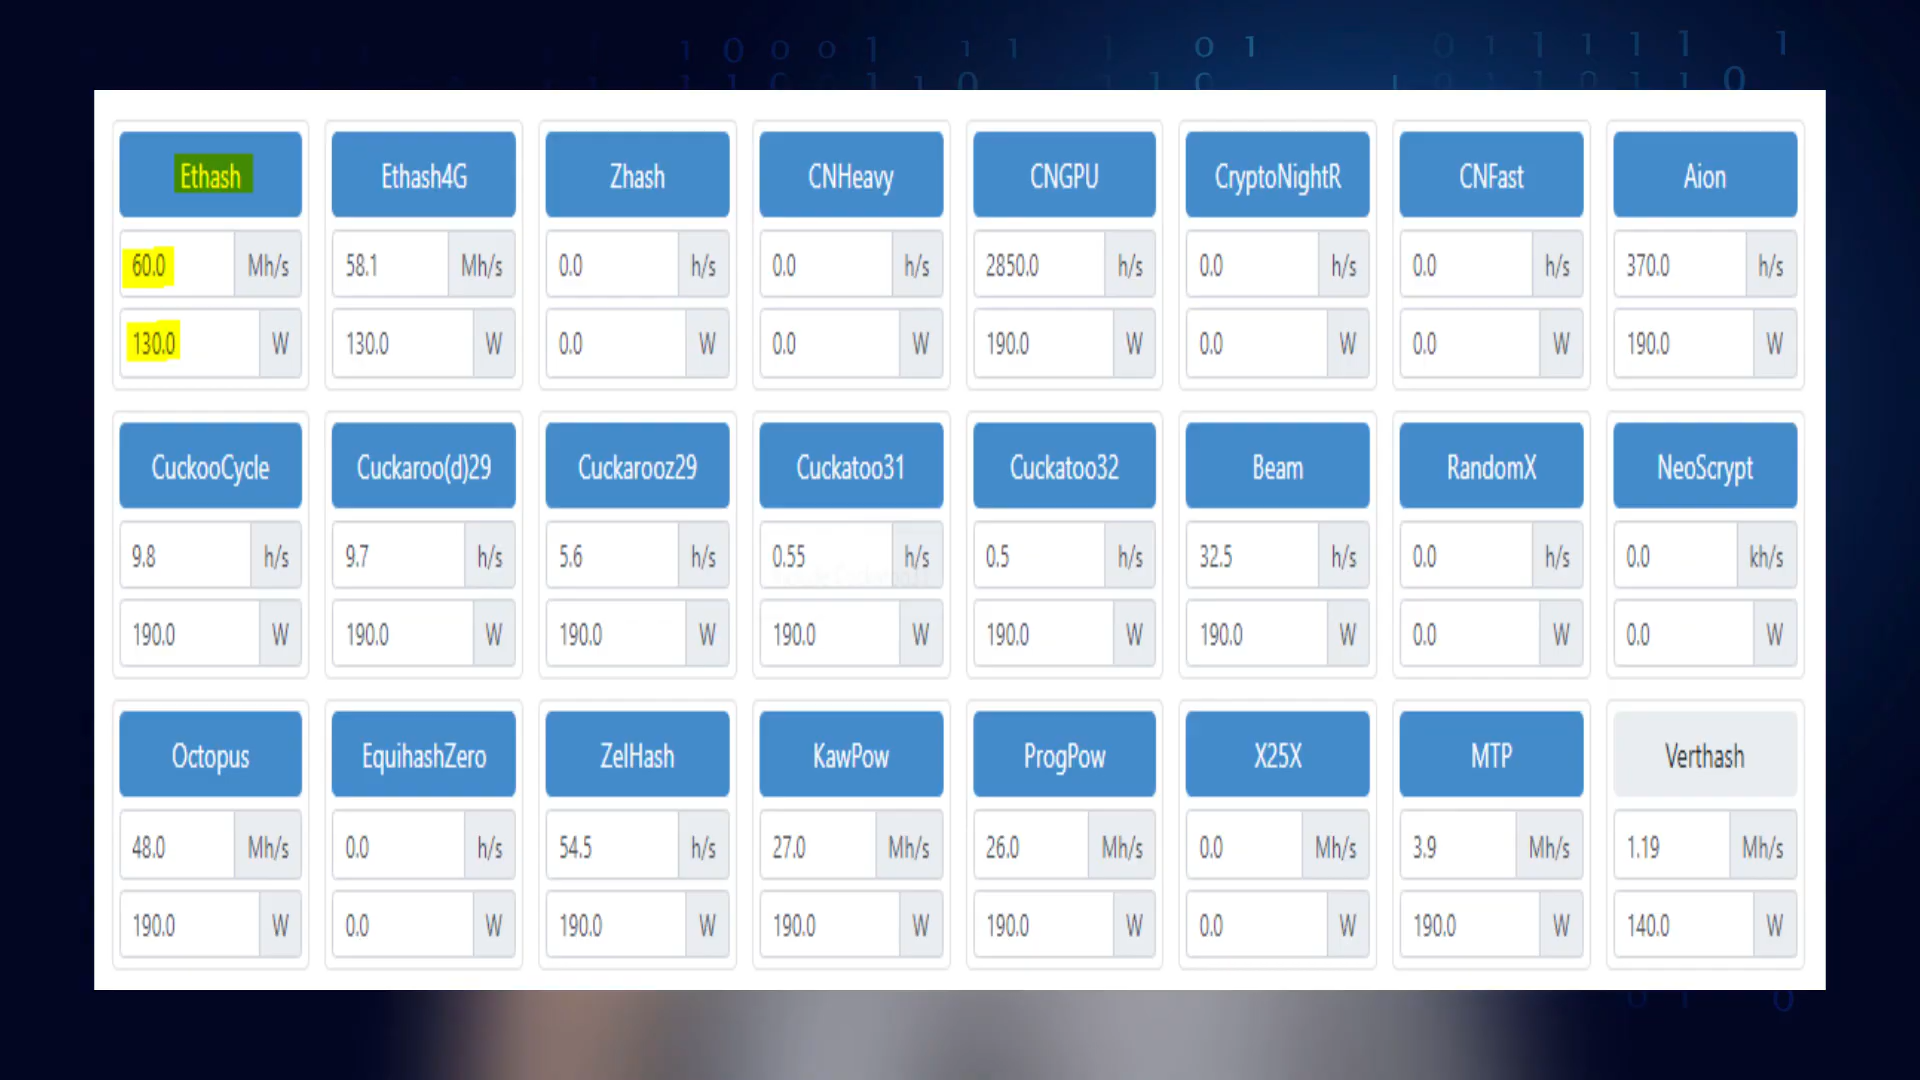 Ethash Ethash4G Zhash CNHeavy CNGPU CryptoNightR CNFast Aion
60.0 Mh/s 58.1 Mh/s 0.0 h/s 0.0 h/s 2850.0 h/s 0.0 h/s 0.0 h/s 370.0 h/s
130.0 W 130.0 W 0.0 W 0.0 W 190.0 W 0.0 W 0.0 W 190.0 W
CuckooCycle Cuckaroo(d)29 Cuckarooz29 Cuckatoo31 Cuckatoo32 Beam RandomX NeoScrypt
9.8 h/s 9.7 h/s 5.6 h/s 0.55 h/s 0.5 h/s 32.5 h/s 0.0 h/s 0.0 kh/s
190.0 W 190.0 W 190.0 W 190.0 W 190.0 W 190.0 W 0.0 W 0.0 W
Octopus EquihashZero ZelHash KawPow ProgPow X25X MTP Verthash
48.0 Mh/s 0.0 h/s 54.5 h/s 27.0 Mh/s 26.0 Mh/s 0.0 Mh/s 3.9 Mh/s 1.19 Mh/s
190.0 W 0.0 W 190.0 W 190.0 W 190.0 W 0.0 W 190.0 W 140.0 W